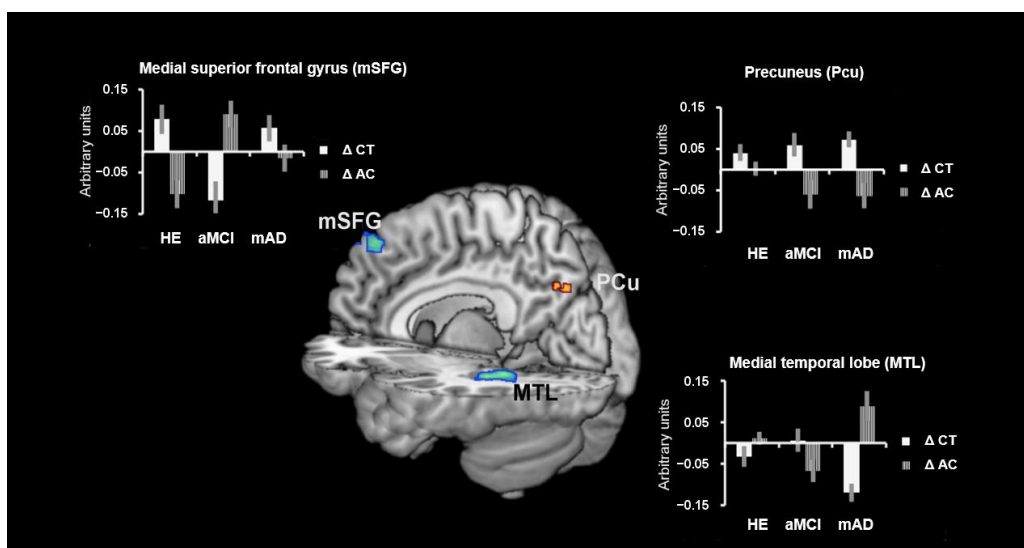 Medial superior frontal gyrus (mSFG)
0.15
0.05
−0.05
−0.15
Arbitrary units
Δ CT
Δ AC
HE aMCI mAD
Precuneus (Pcu)
0.15
0.05
−0.05
−0.15
Arbitrary units
Δ CT
Δ AC
HE aMCI mAD
mSFG
PCu
MTL
Medial temporal lobe (MTL)
0.15
0.05
−0.05
−0.15
Arbitrary units
Δ CT
Δ AC
HE aMCI mAD